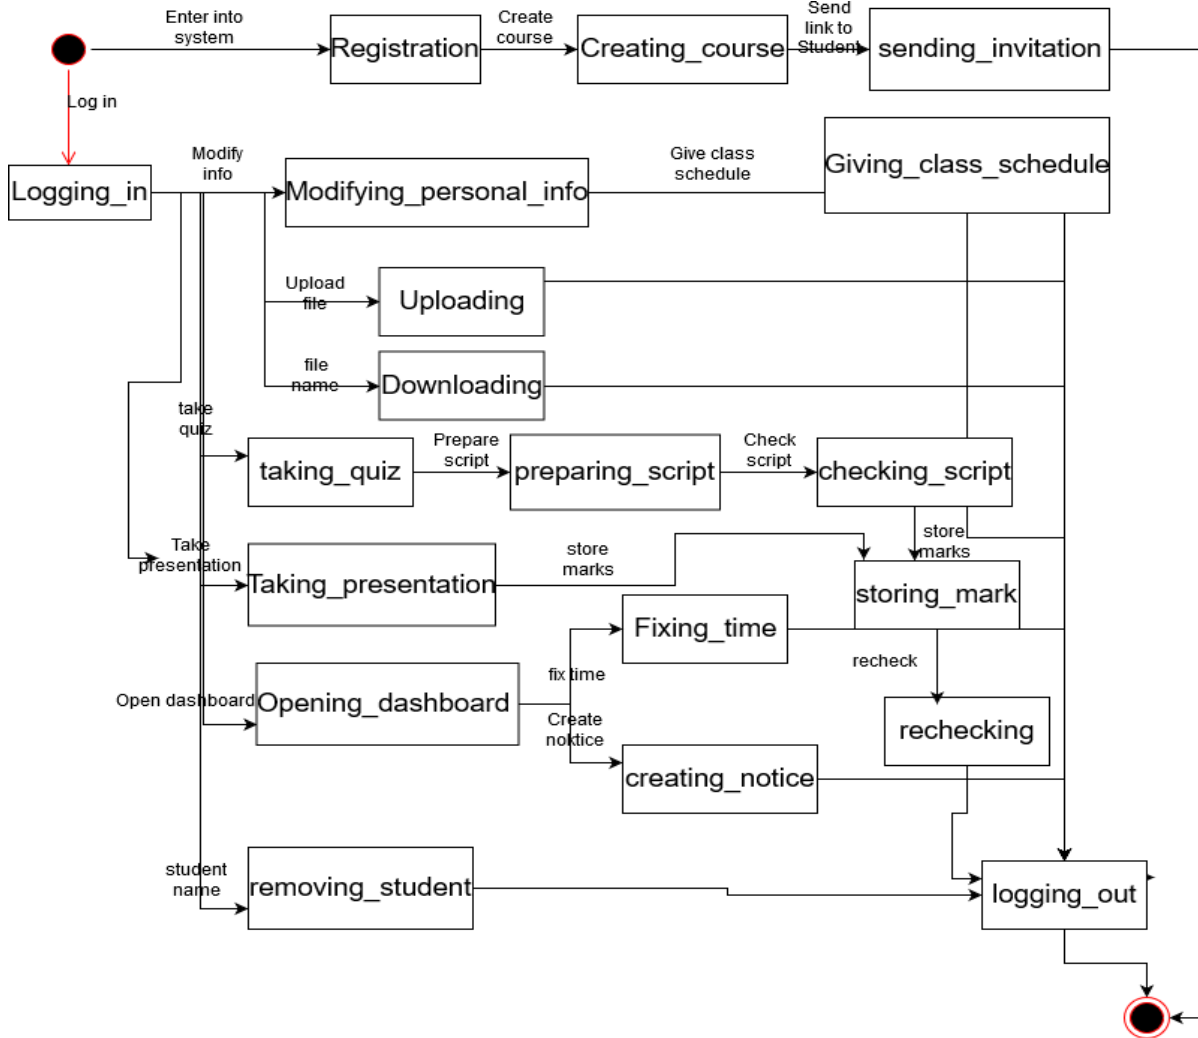 Enter into
system
Registration
Create
course
Creating_course
Send
link to
Student
sending_invitation
Log in
Logging_in
Modify
info
Modifying_personal_info
Give class
schedule
Giving_class_schedule
Upload
file
Uploading
file
name
Downloading
take
quiz
taking_quiz
Prepare
script
preparing_script
Check
script
checking_script
Take
presentation
Taking_presentation
store
marks
store
marks
storing_mark
Fixing_time
fix time
recheck
Open dashboard
Opening_dashboard
Create
noktice
creating_notice
rechecking
student
name
removing_student
logging_out